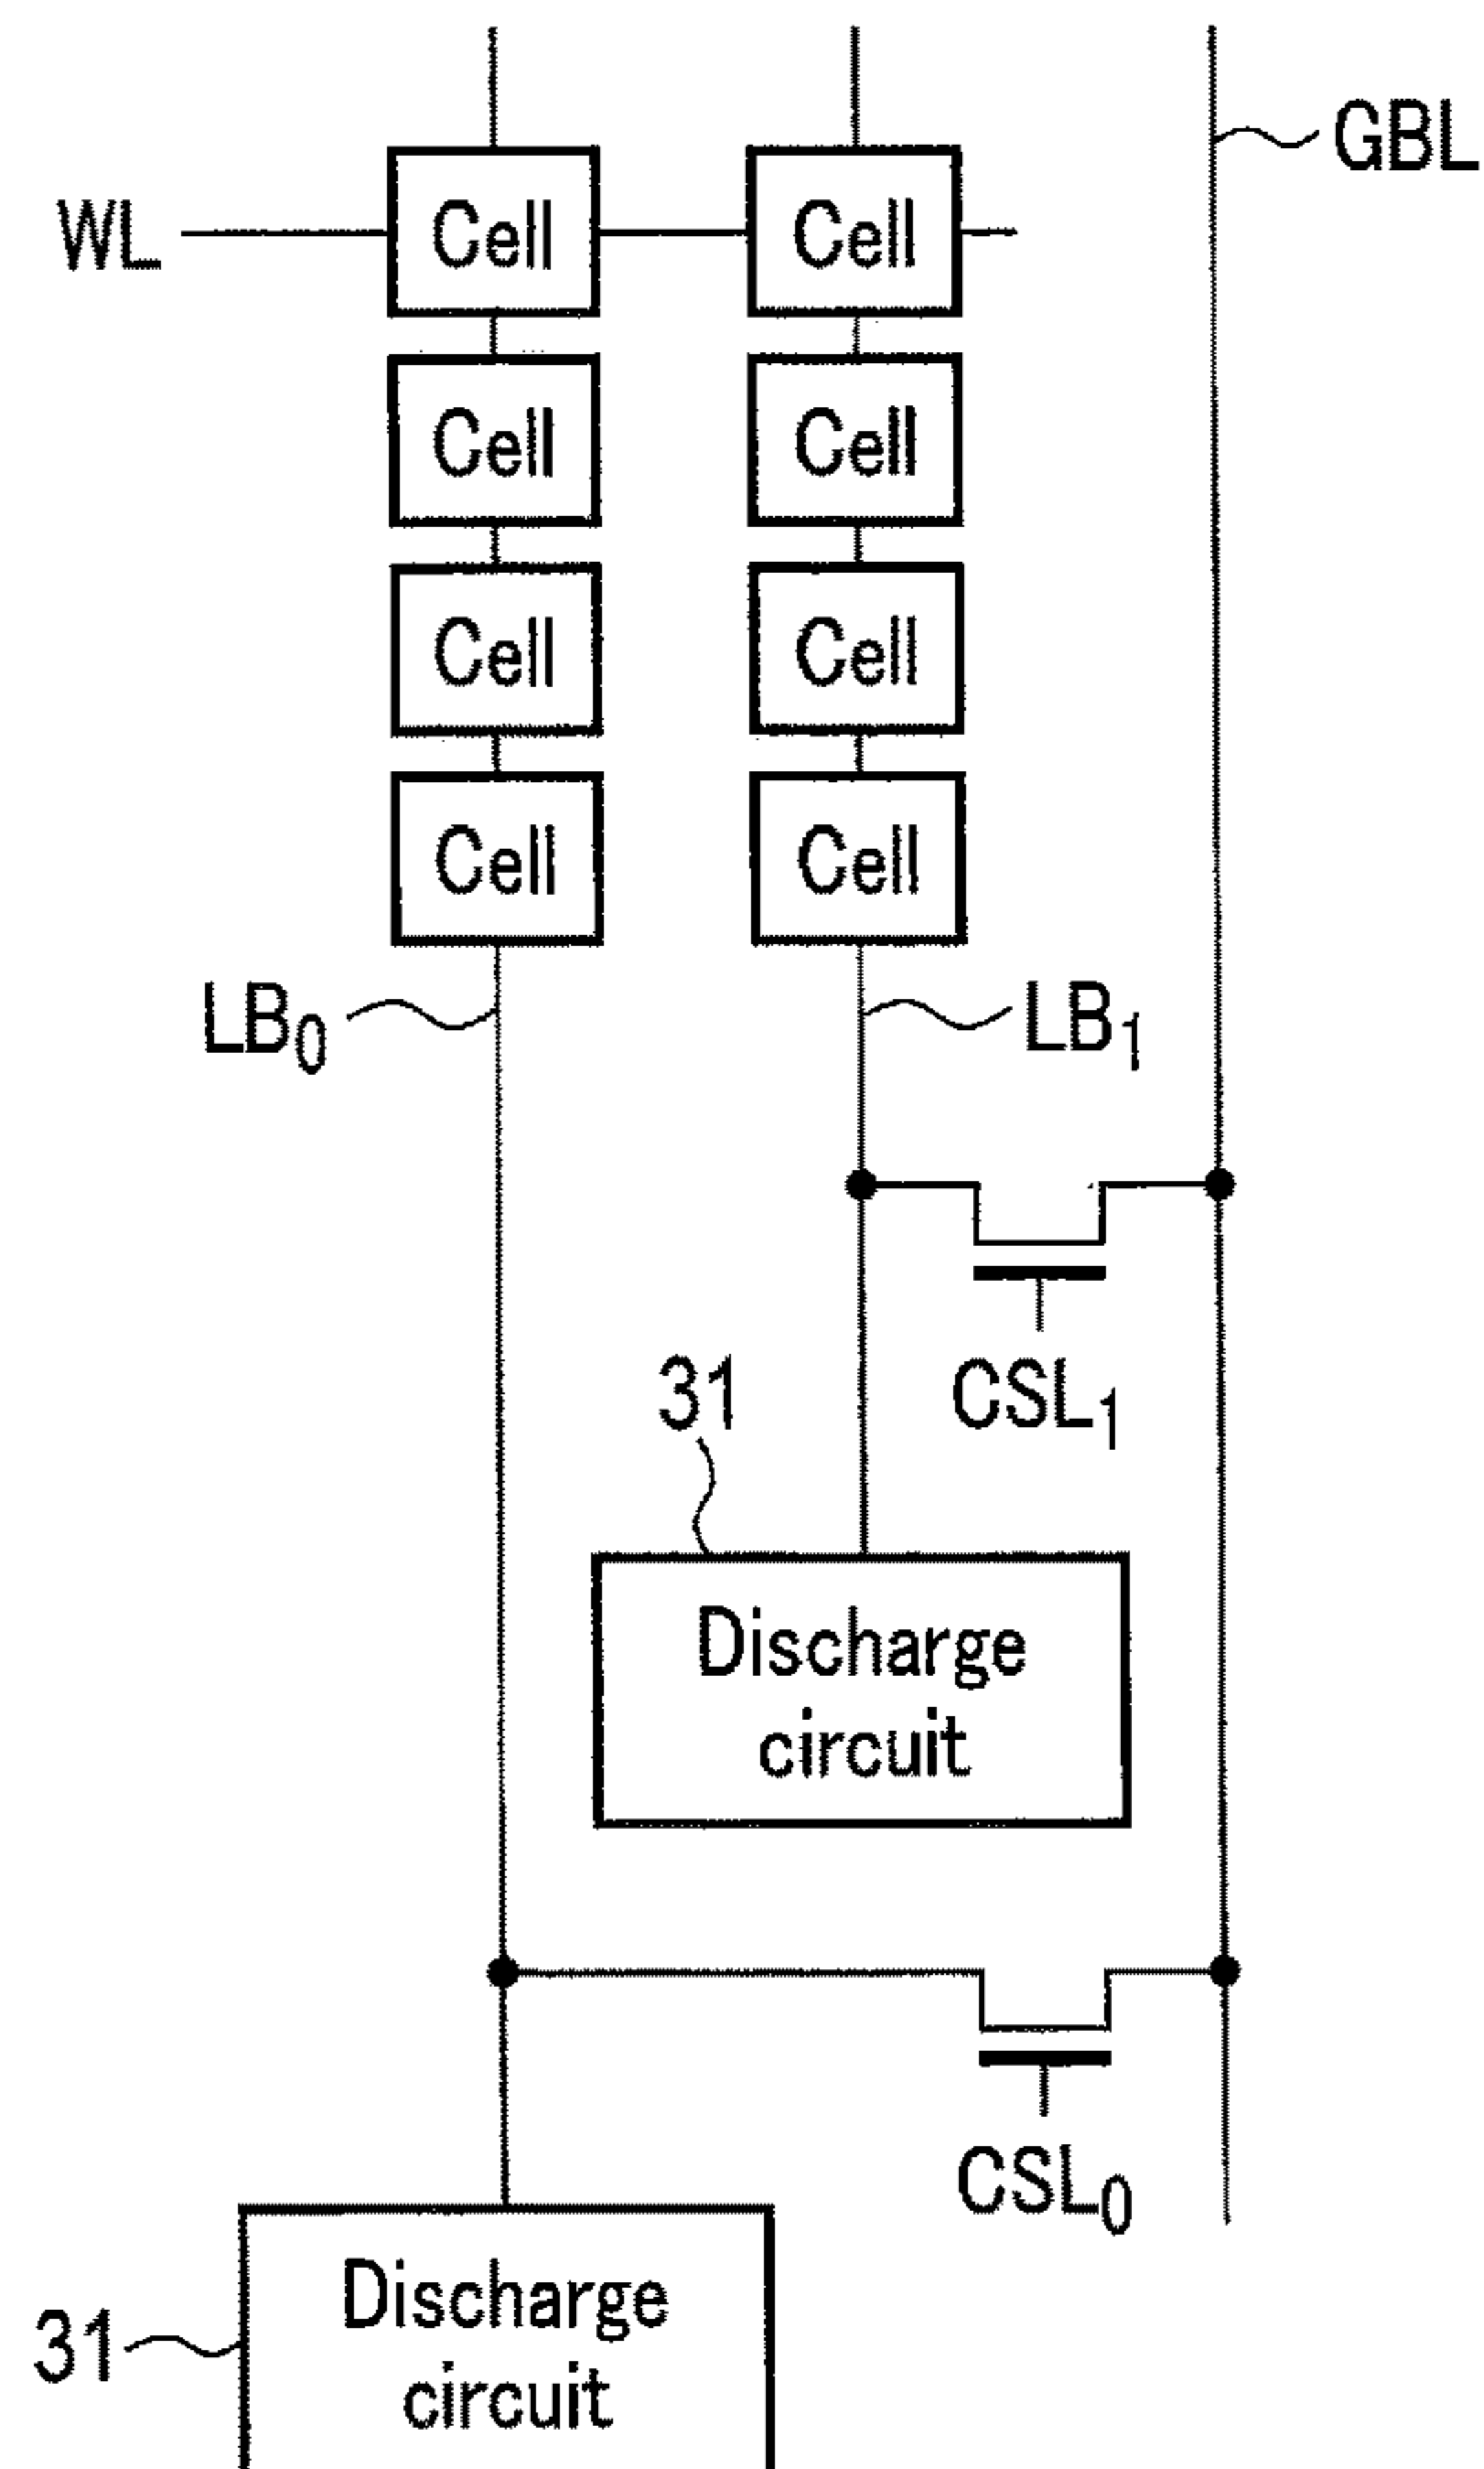 GBL
WL Cell Cell
Cell Cell
Cell Cell
Cell Cell
LB0 LB1
31 CSL1
Discharge
circuit
CSL0
31 Discharge
circuit